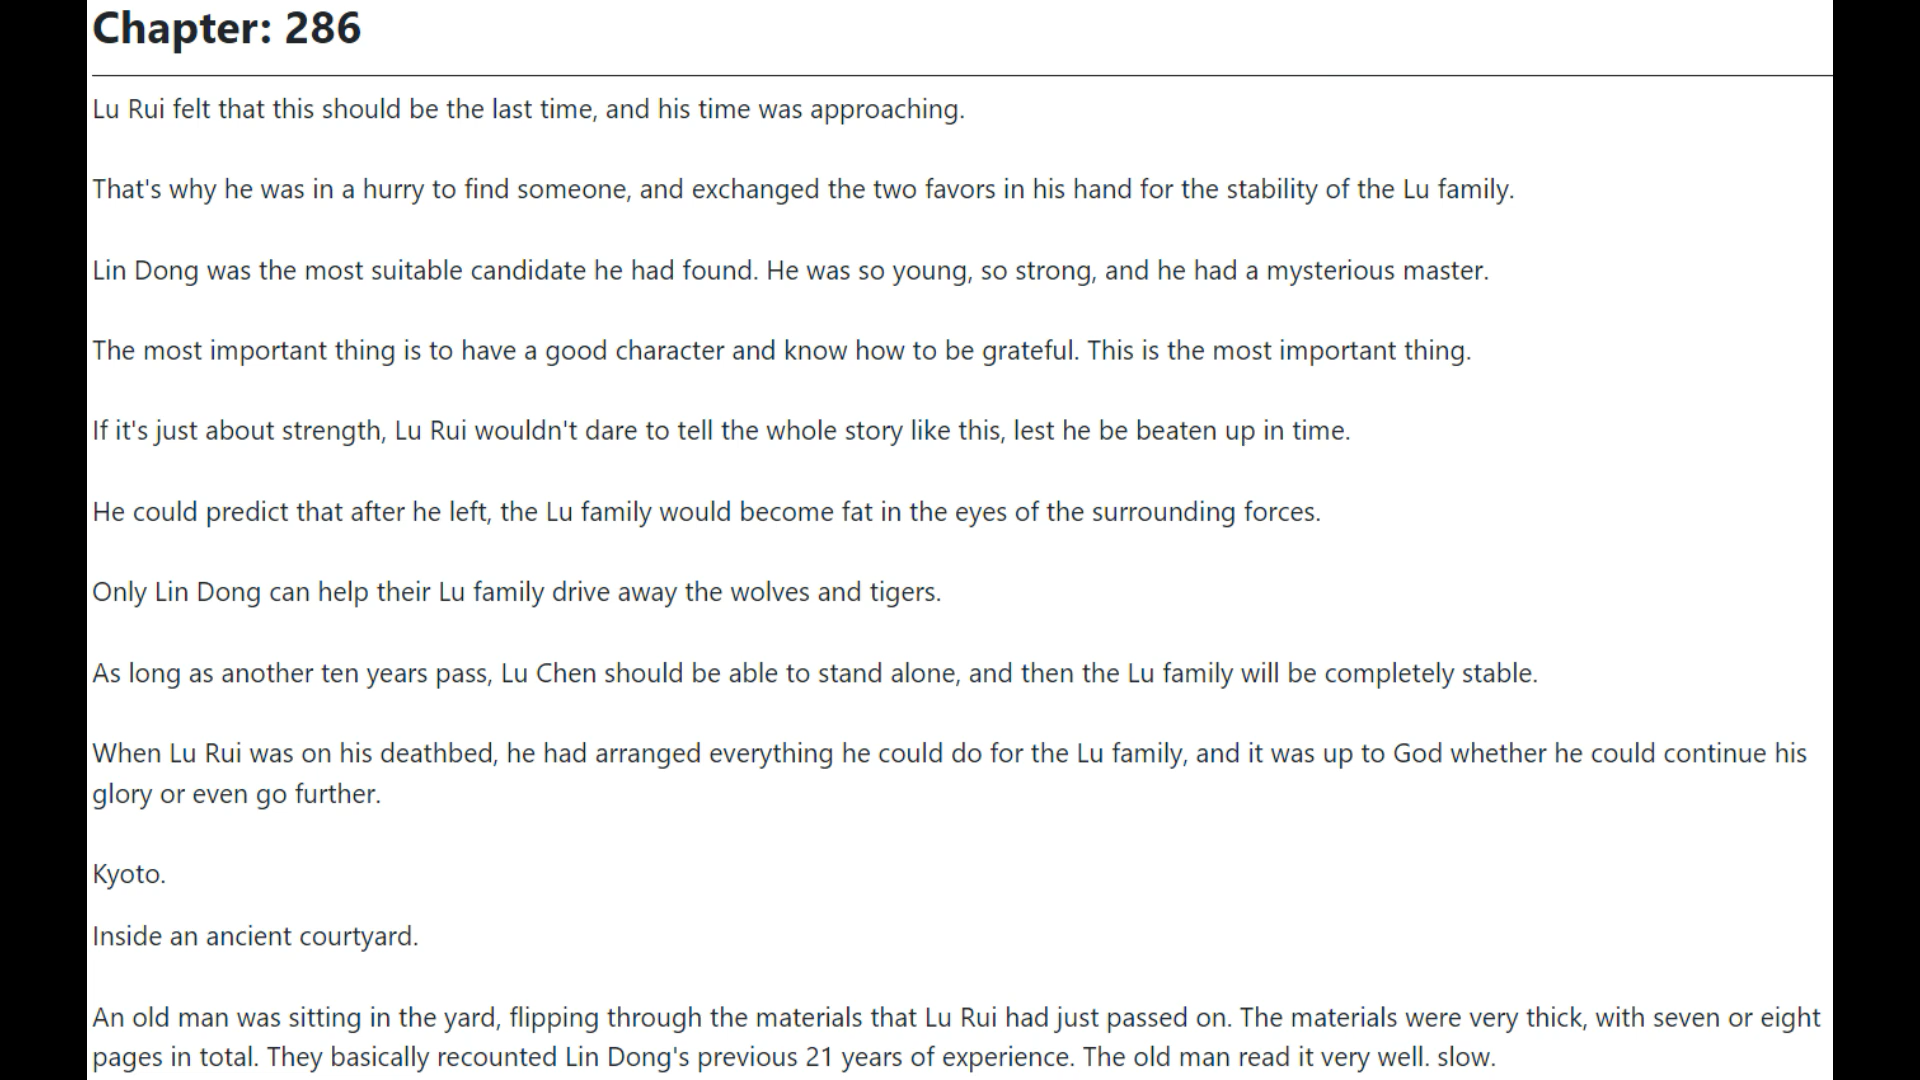 Chapter: 286
Lu Rui felt that this should be the last time, and his time was approaching.
That's why he was in a hurry to find someone, and exchanged the two favors in his hand for the stability of the Lu family.
Lin Dong was the most suitable candidate he had found. He was so young, so strong, and he had a mysterious master.
The most important thing is to have a good character and know how to be grateful. This is the most important thing.
If it's just about strength, Lu Rui wouldn't dare to tell the whole story like this, lest he be beaten up in time.
He could predict that after he left, the Lu family would become fat in the eyes of the surrounding forces.
Only Lin Dong can help their Lu family drive away the wolves and tigers.
As long as another ten years pass, Lu Chen should be able to stand alone, and then the Lu family will be completely stable.
When Lu Rui was on his deathbed, he had arranged everything he could do for the Lu family, and it was up to God whether he could continue his
glory or even go further.
Kyoto.
Inside an ancient courtyard.
An old man was sitting in the yard, flipping through the materials that Lu Rui had just passed on. The materials were very thick, with seven or eight
pages in total. They basically recounted Lin Dong's previous 21 years of experience. The old man read it very well. slow.